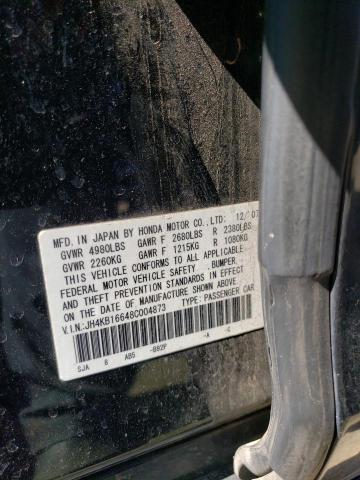 MFD. IN JAPAN BY HONDA MOTOR CO., LTD: 12/07
GVWR 4980LBS GAWR F 2680LBS R 2380LBS
GVWR 2260KG GAWR F 1215KG R 1080KG
THIS VEHICLE CONFORMS TO ALL APPLICABLE
FEDERAL MOTOR VEHICLE SAFETY, BUMPER,
AND THEFT PREVENTION STANDARDS IN EFFECT
ON THE DATE OF MANUFACTURE SHOWN ABOVE.
V.I.N.:JH4KB16648C004873 TYPE: PASSENGER CAR
SJA 6 AB5 -B92P -A -C